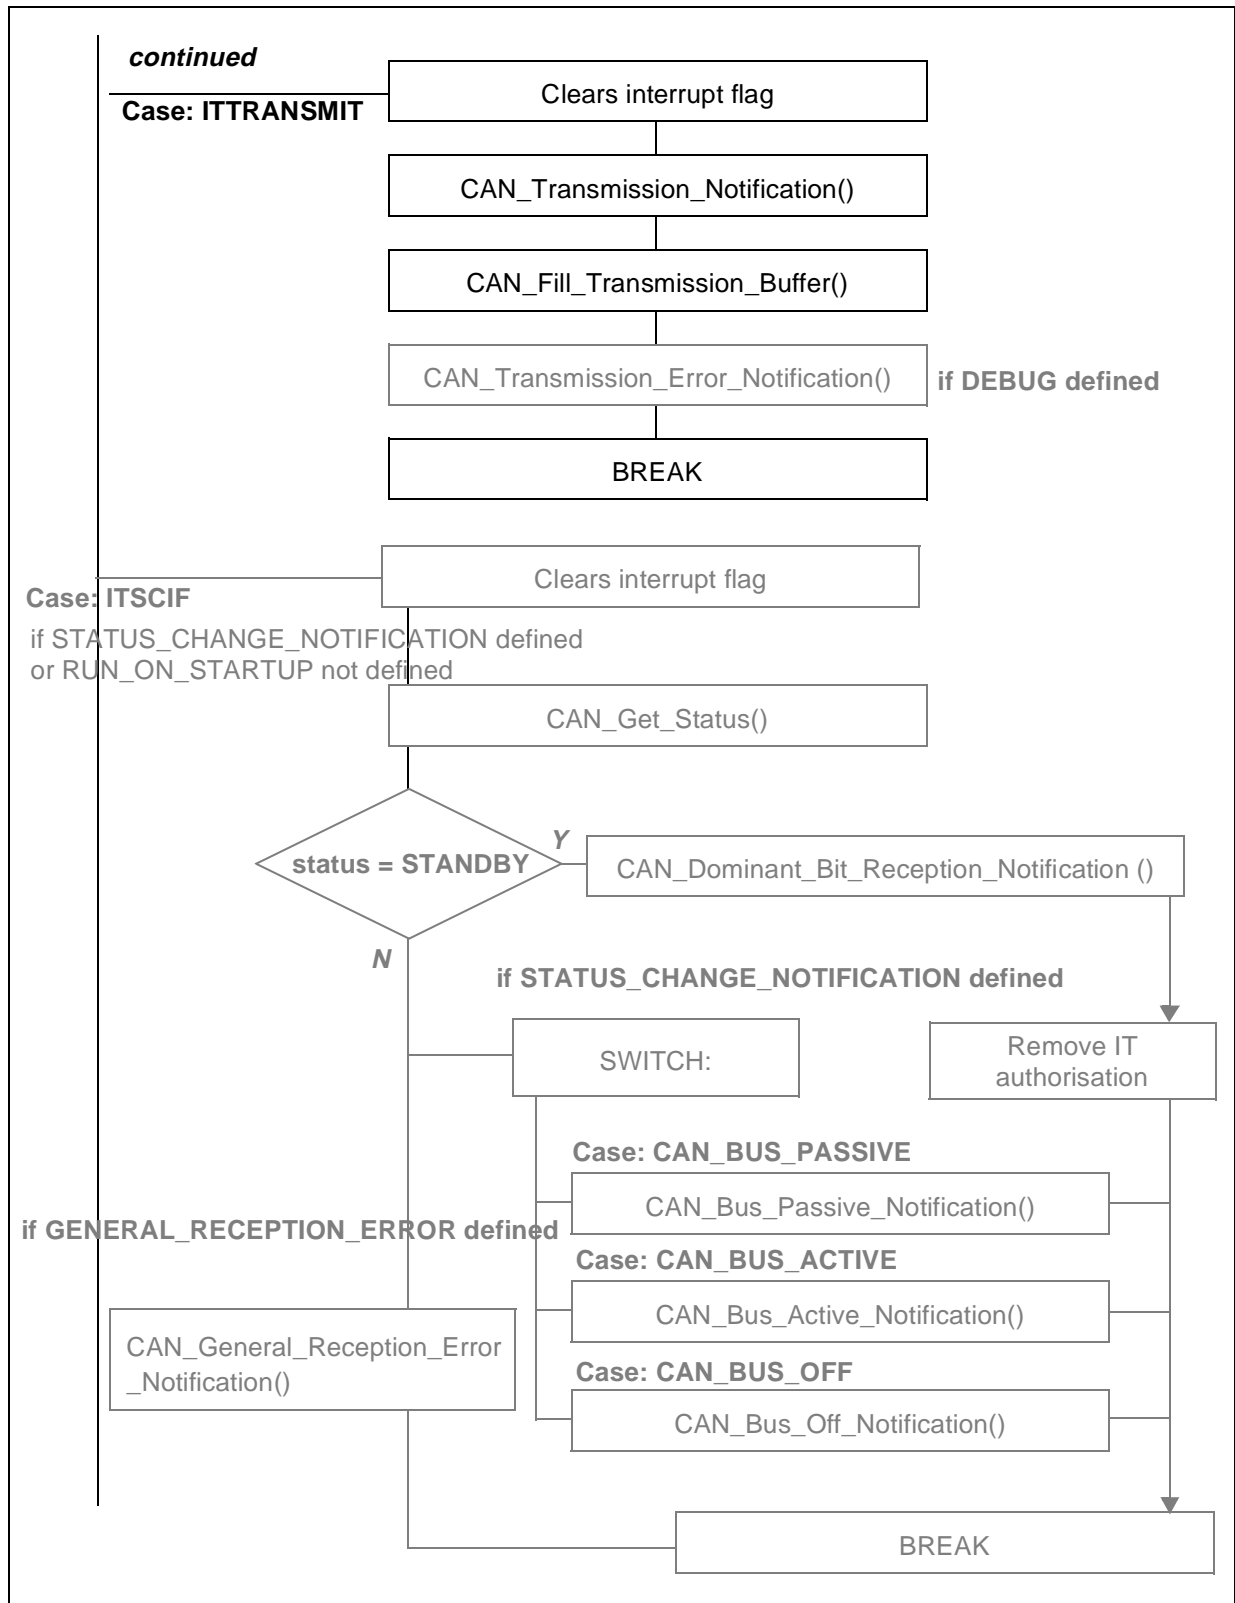 continued
Clears interrupt flag
Case: ITTRANSMIT
CAN_Transmission_Notification()
CAN_Fill_Transmission_Buffer()
CAN_Transmission_Error_Notification()
if DEBUG defined
BREAK
Clears interrupt flag
Case: ITSCIF
if STATUS_CHANGE_NOTIFICATION defined
or RUN_ON_STARTUP not defined
CAN_Get_Status()
status = STANDBY
Y
CAN_Dominant_Bit_Reception_Notification ()
N
if STATUS_CHANGE_NOTIFICATION defined
SWITCH:
Remove IT
authorisation
Case: CAN_BUS_PASSIVE
CAN_Bus_Passive_Notification()
if GENERAL_RECEPTION_ERROR defined
Case: CAN_BUS_ACTIVE
CAN_Bus_Active_Notification()
CAN_General_Reception_Error
_Notification()
Case: CAN_BUS_OFF
CAN_Bus_Off_Notification()
BREAK